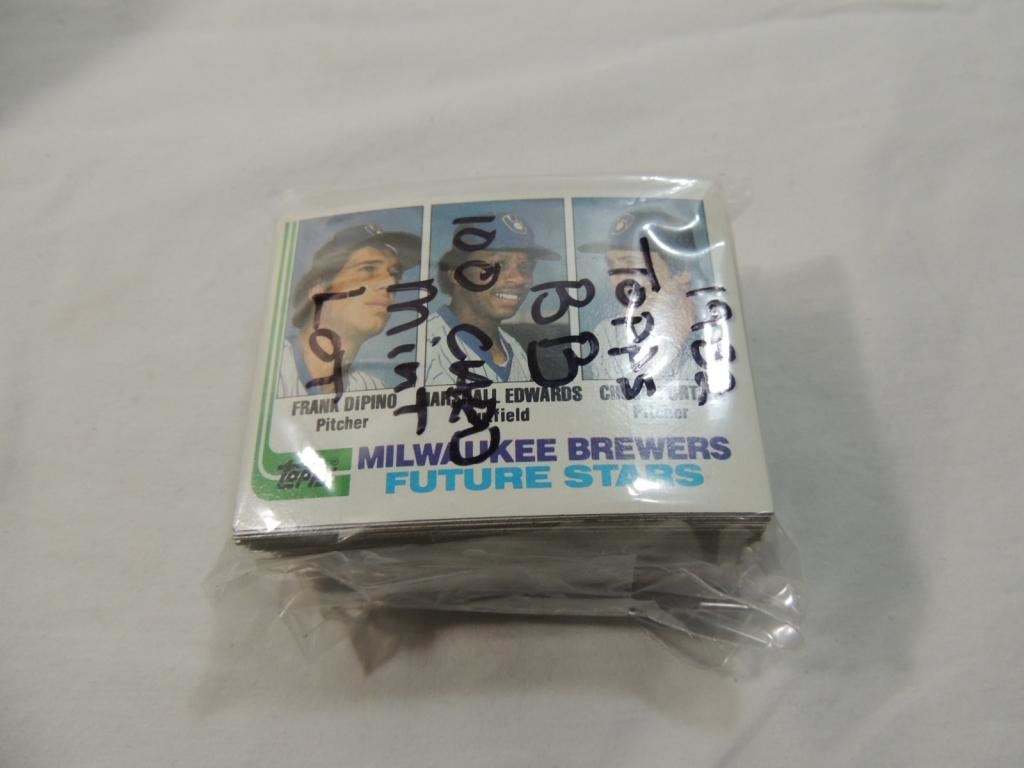 1982
Topps
BB
100 CARD
Mint
LOT
FRANK DiPINO
Pitcher
MARSHALL EDWARDS
Outfield
Pitcher
topps
MILWAUKEE BREWERS
FUTURE STARS